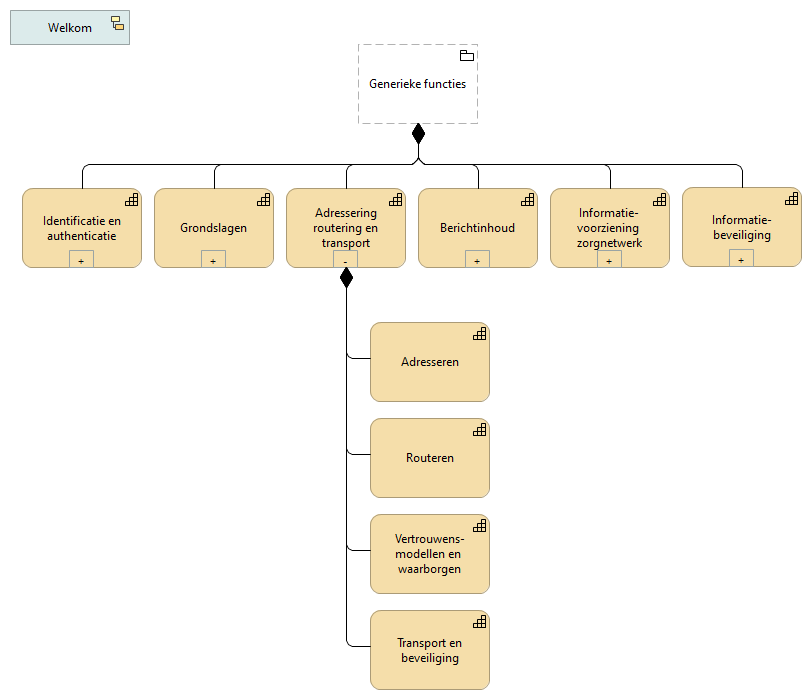 Welkom
Generieke functies
Identificatie en
authenticatie
+
Grondslagen
+
Adressering
routering en
transport
-
Berichtinhoud
+
Informatie-
voorziening
zorgnetwerk
+
Informatie-
beveiliging
+
Adresseren
Routeren
Vertrouwens-
modellen en
waarborgen
Transport en
beveiliging